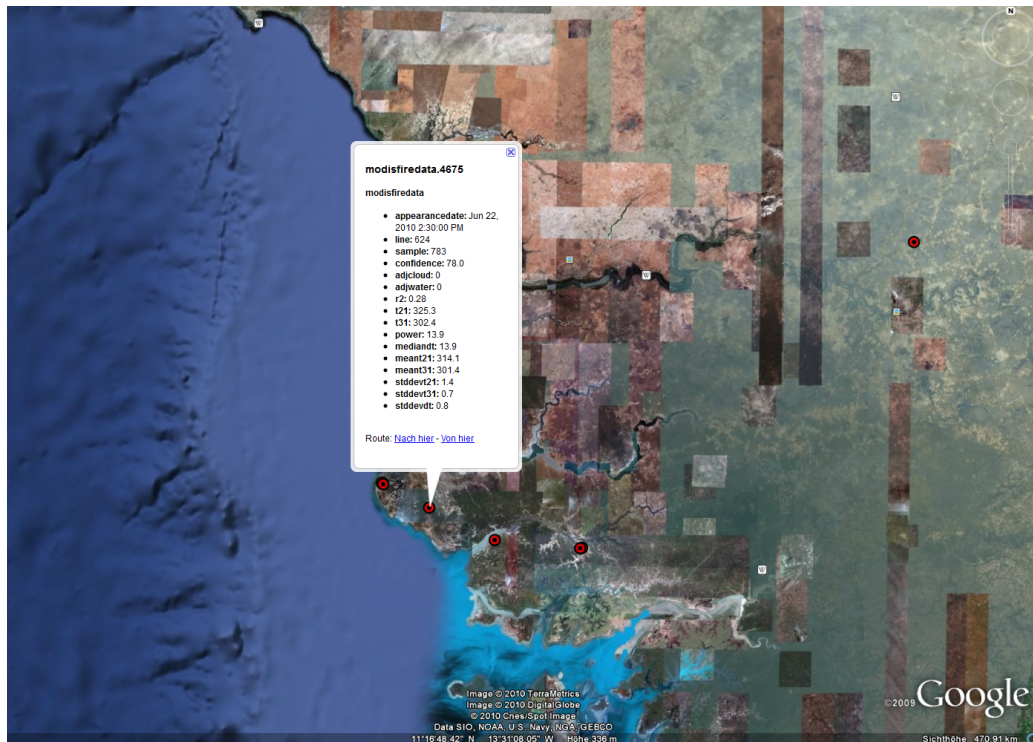 N
W
W
modisfiredata.4675
modisfiredata
• appearancedate: Jun 22,
2010 2:30:00 PM
• line: 624
• sample: 783
• confidence: 78.0
• adjcloud: 0
• adjwater: 0
• r2: 0.28
• t21: 325.3
• t31: 302.4
• power: 13.9
• mediandt: 13.9
• meant21: 314.1
• meant31: 301.4
• stddevt21: 1.4
• stddevt31: 0.7
• stddevdt: 0.8
Route: Nach hier - Von hier
W
W
Image © 2010 TerraMetrics
Image © 2010 DigitalGlobe
© 2010 Cnes/Spot Image
Data SIO, NOAA, U.S. Navy, NGA, GEBCO
©2009 Google
11°16'48.42" N 13°31'08.05" W Höhe 336 m
Sichthöhe 470.91 km